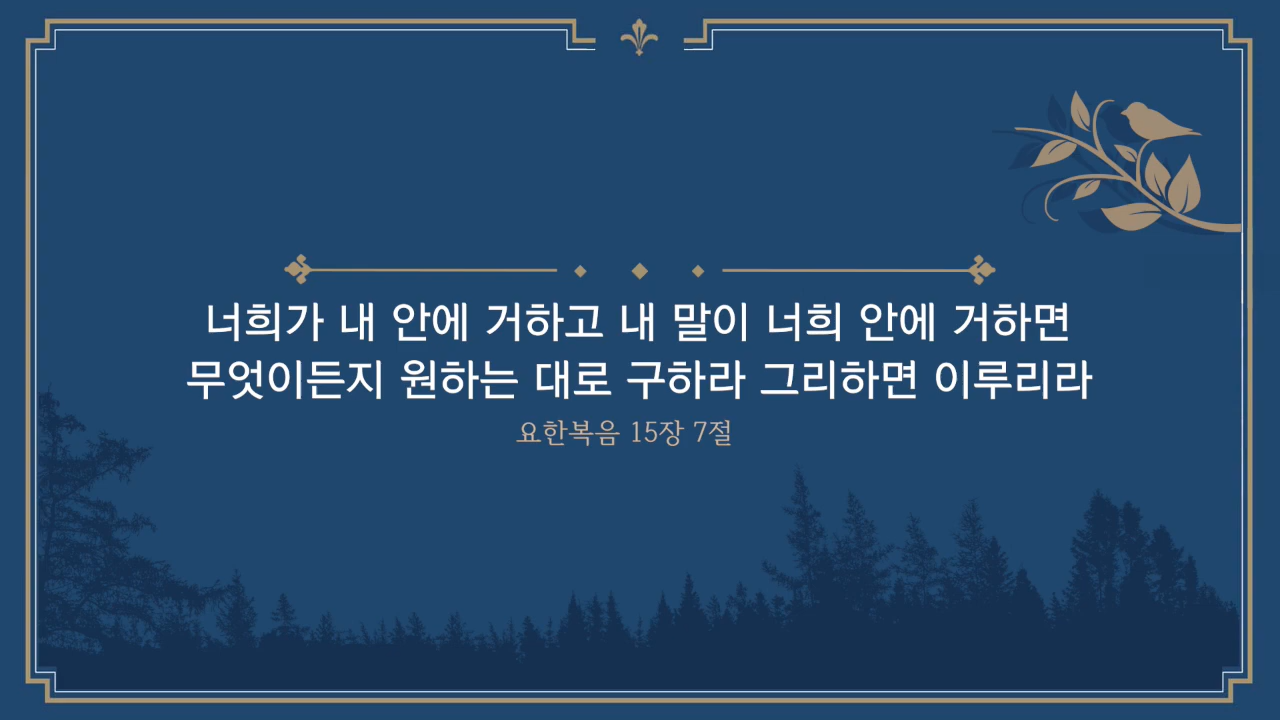 너희가 내 안에 거하고 내 말이 너희 안에 거하면
무엇이든지 원하는 대로 구하라 그리하면 이루리라
요한복음 15장 7절